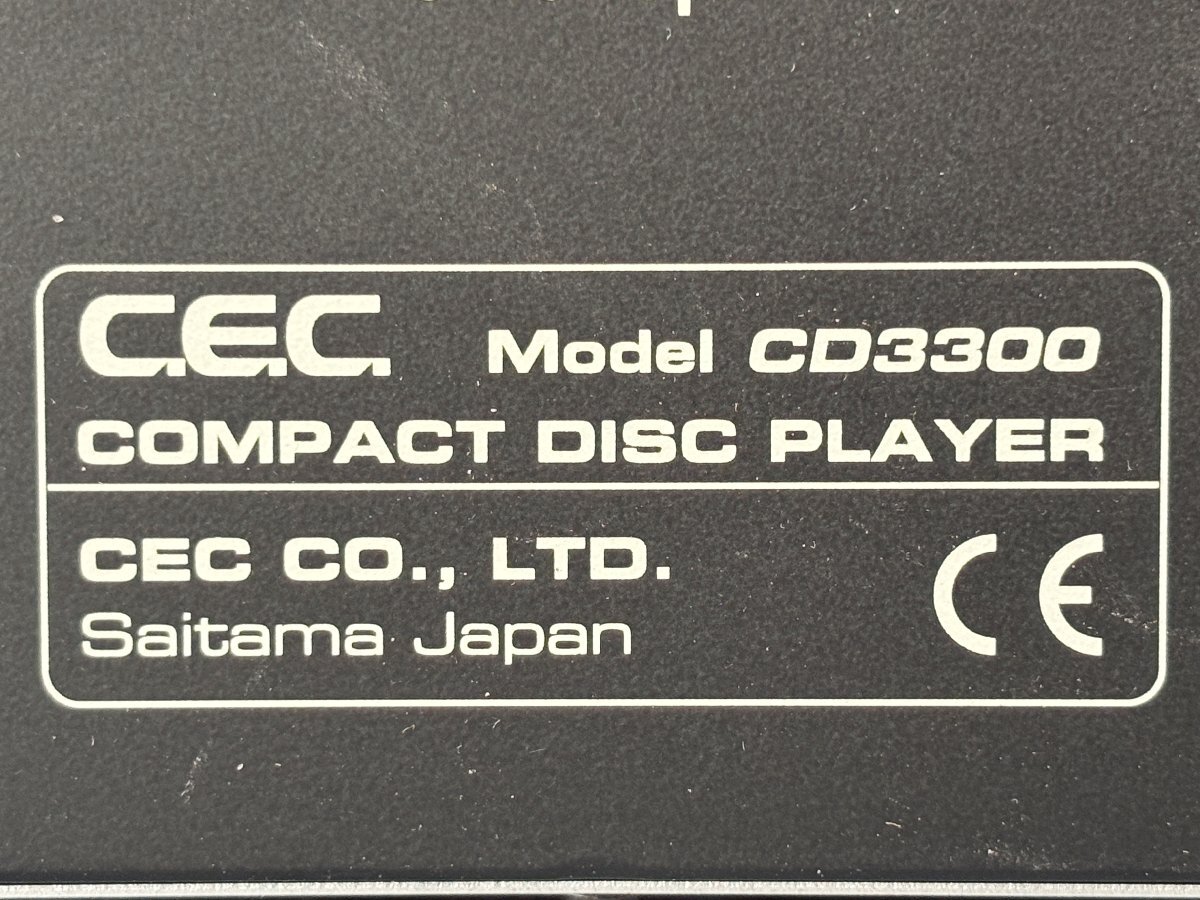 C.E.C. Model CD3300
COMPACT DISC PLAYER
CEC CO., LTD.
Saitama Japan
CE